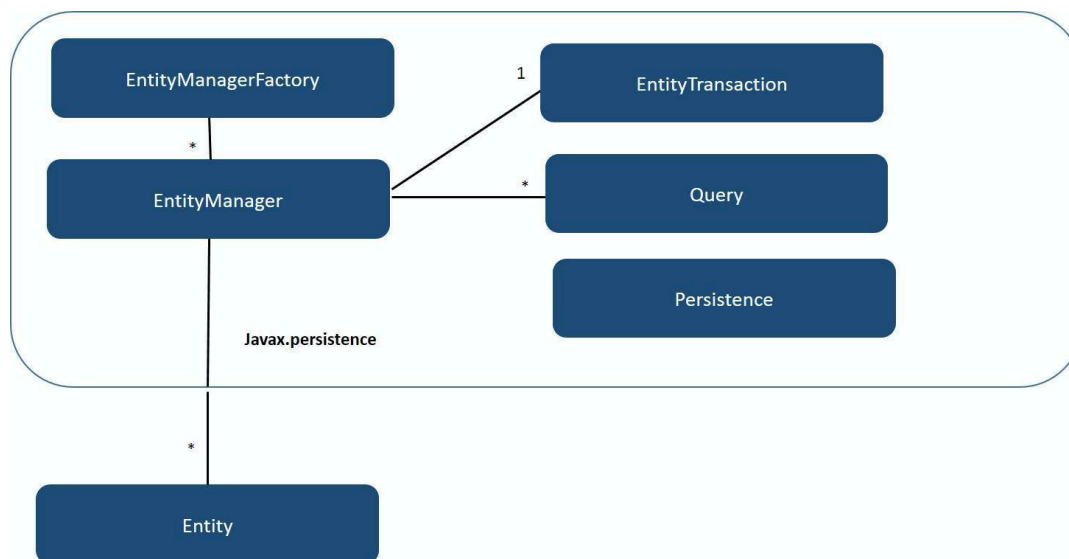 EntityManagerFactory
1
EntityTransaction
*
EntityManager
*
Query
Persistence
Javax.persistence
*
Entity